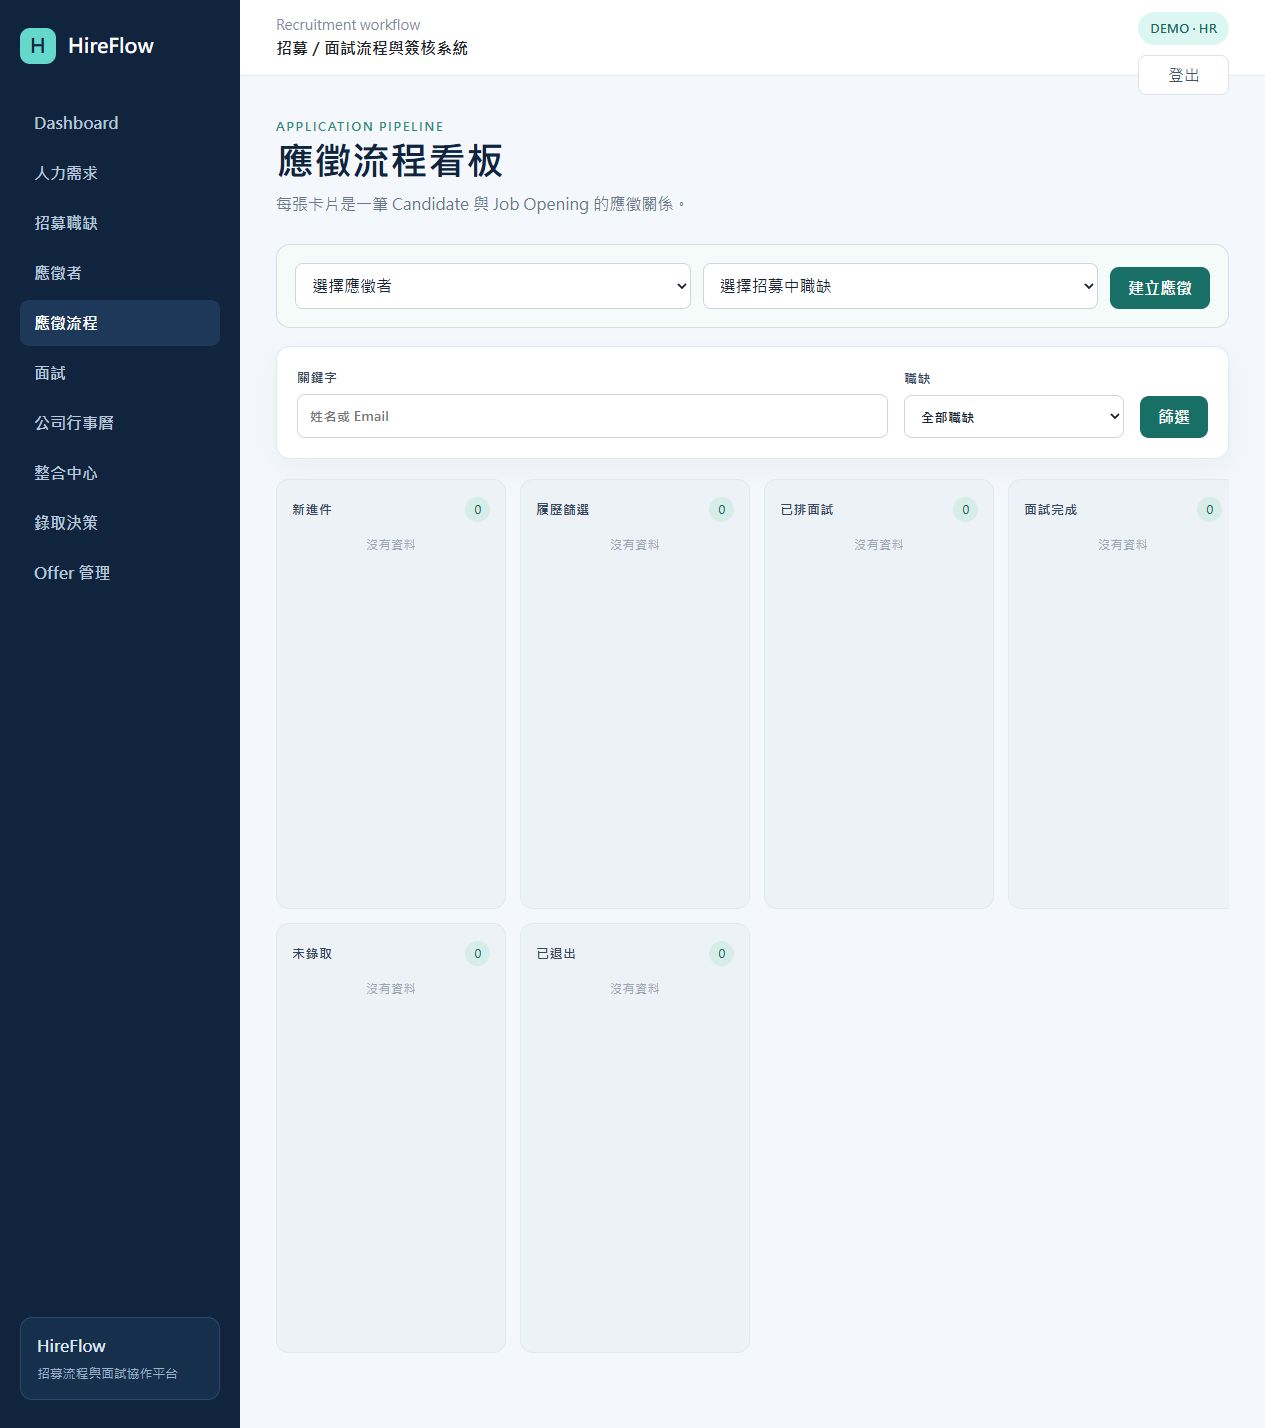 H HireFlow
Dashboard
人力需求
招募職缺
應徵者
應徵流程
面試
公司行事曆
整合中心
錄取決策
Offer 管理
HireFlow
招募流程與面試協作平台
Recruitment workflow
招募 / 面試流程與簽核系統
DEMO · HR
登出
APPLICATION PIPELINE
應徵流程看板
每張卡片是一筆 Candidate 與 Job Opening 的應徵關係。
選擇應徵者
選擇招募中職缺
建立應徵
關鍵字
姓名或 Email
職缺
全部職缺
篩選
新進件 0
沒有資料
履歷篩選 0
沒有資料
已排面試 0
沒有資料
面試完成 0
沒有資料
未錄取 0
沒有資料
已退出 0
沒有資料